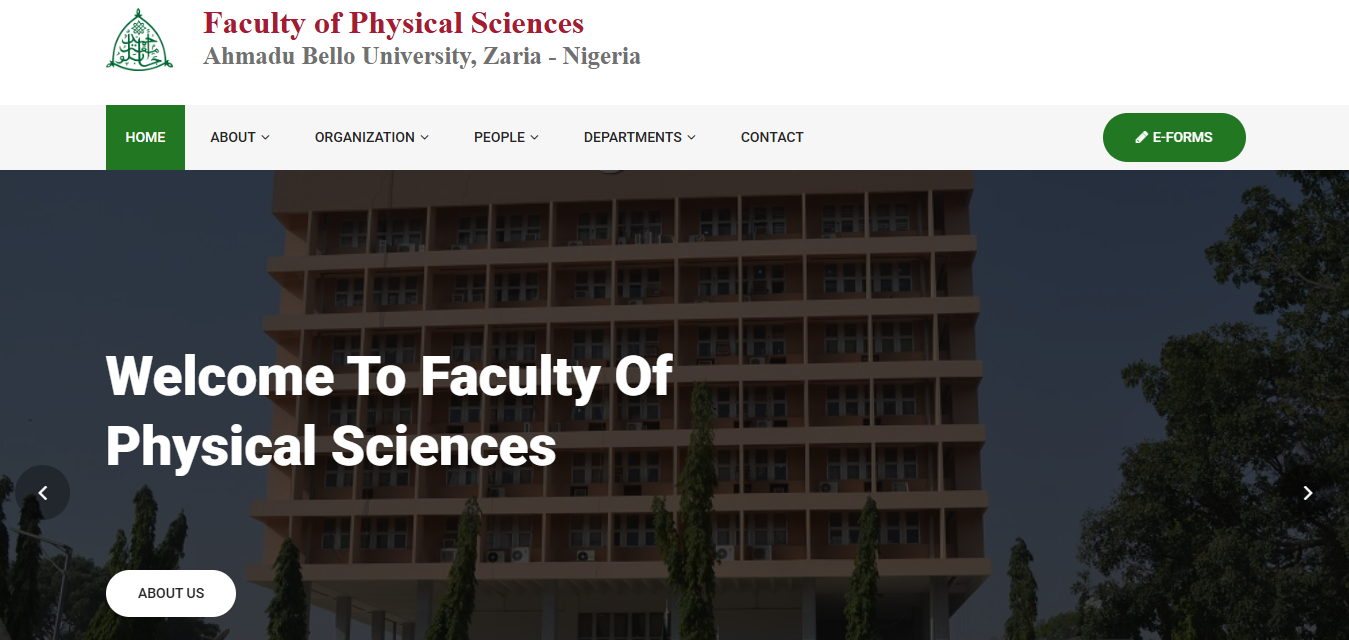 Faculty of Physical Sciences
Ahmadu Bello University, Zaria - Nigeria
HOME
ABOUT
ORGANIZATION
PEOPLE
DEPARTMENTS
CONTACT
E-FORMS
Welcome To Faculty Of
Physical Sciences
ABOUT US